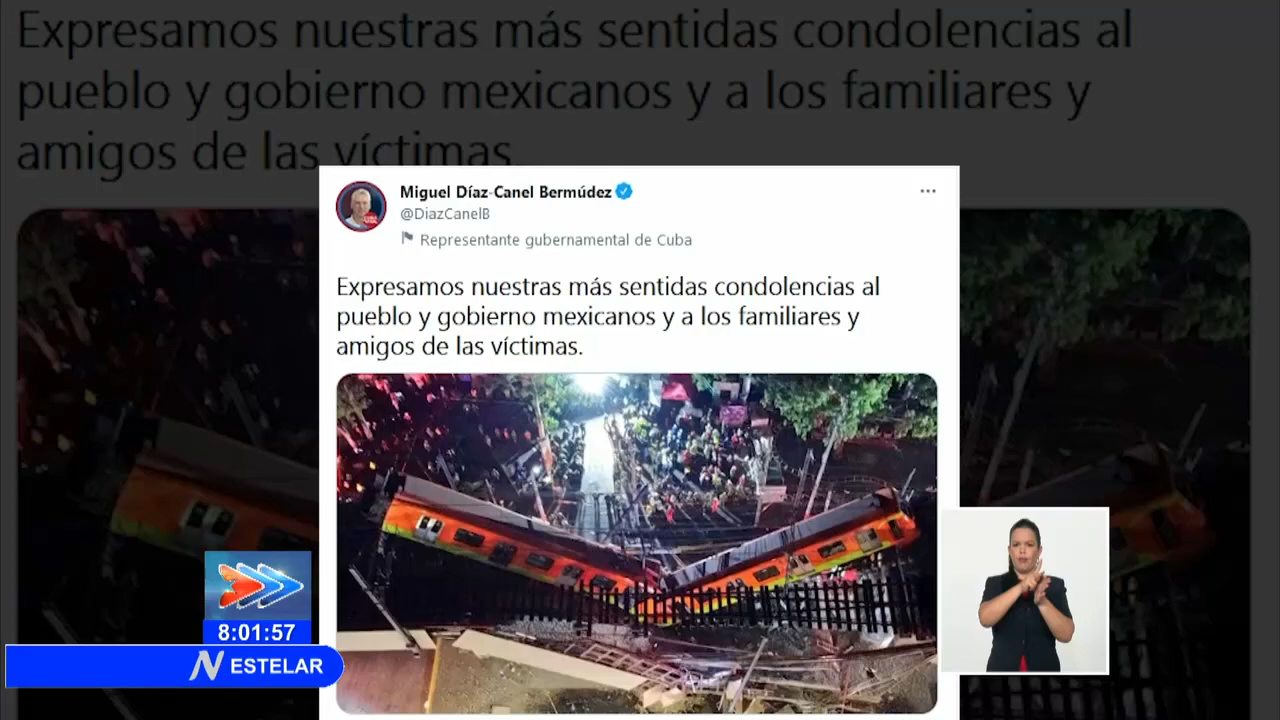 Expresamos nuestras más sentidas condolencias al
pueblo y gobierno mexicanos y a los familiares y
amigos de las víctimas.
Miguel Díaz-Canel Bermúdez
@DiazCanelB
Representante gubernamental de Cuba
Expresamos nuestras más sentidas condolencias al
pueblo y gobierno mexicanos y a los familiares y
amigos de las víctimas.
8:01:57
N ESTELAR